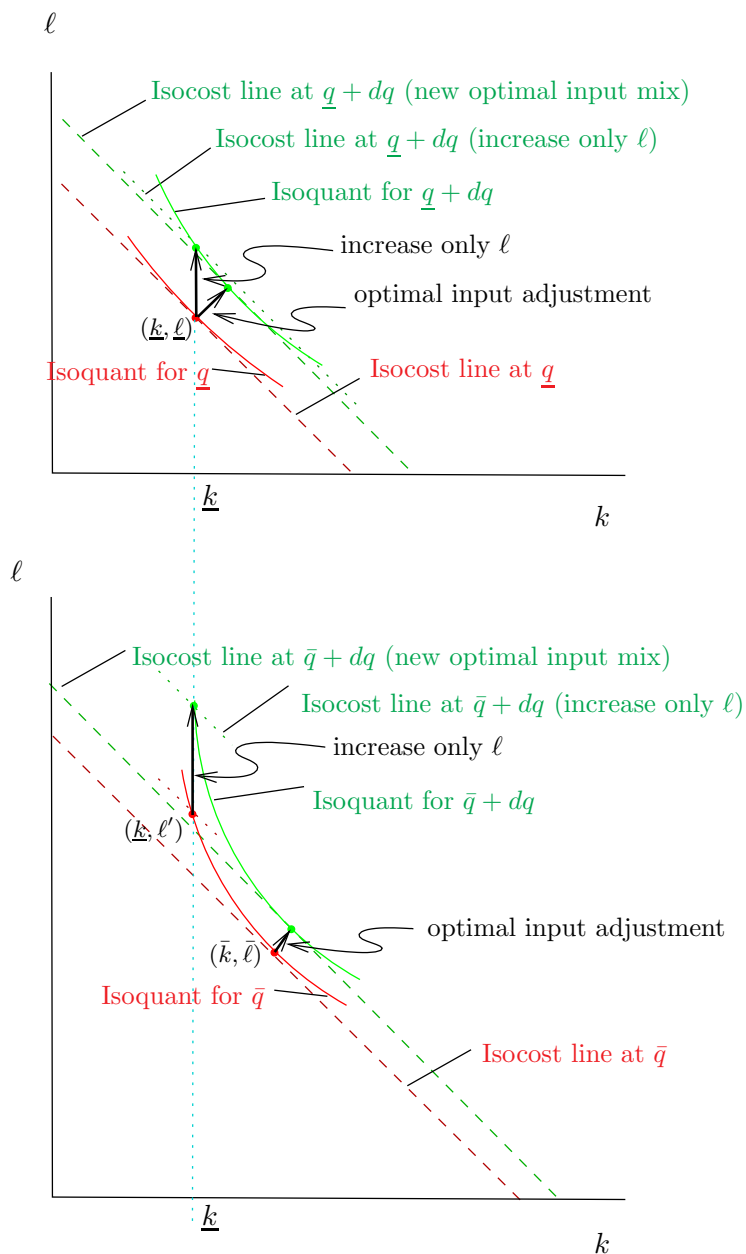 ℓ
Isocost line at q̲ + dq (new optimal input mix)
Isocost line at q̲ + dq (increase only ℓ)
Isoquant for q̲ + dq
increase only ℓ
optimal input adjustment
(k̲, ℓ̲)
Isoquant for q̲
Isocost line at q̲
k̲
k
ℓ
Isocost line at q̄ + dq (new optimal input mix)
Isocost line at q̄ + dq (increase only ℓ)
increase only ℓ
Isoquant for q̄ + dq
(k̲, ℓ′)
optimal input adjustment
(k̄, ℓ̄)
Isoquant for q̄
Isocost line at q̄
k̲
k